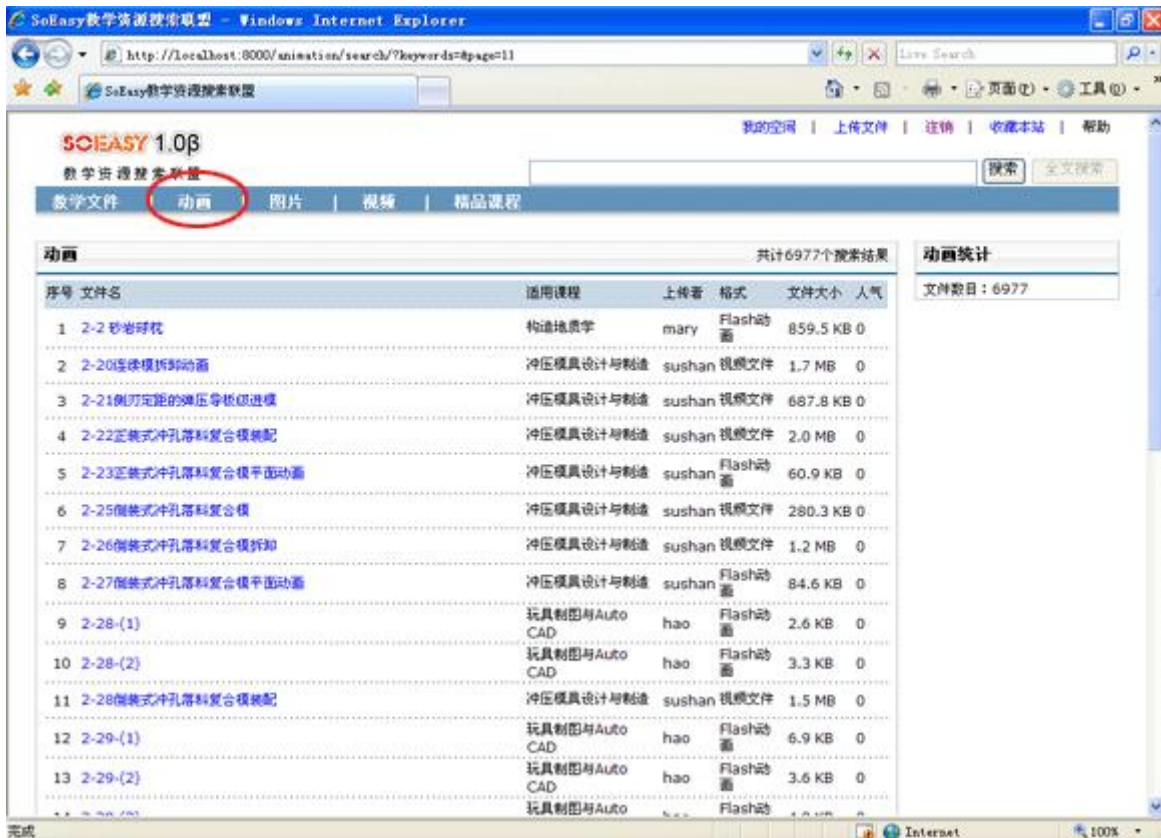 SoEasy教学资源搜索联盟 - Windows Internet Explorer
http://localhost:8000/animation/search/?keywords=&page=11
Live Search
SoEasy教学资源搜索联盟
页面(P)
工具(O)
我的空间 | 上传文件 | 注销 | 收藏本站 | 帮助
SOEASY 1.0β
教学资源搜索联盟
搜索 全文搜索
教学文件 动画 图片 | 视频 | 精品课程
动画 共计6977个搜索结果
动画统计
文件数目：6977
序号 文件名 适用课程 上传者 格式 文件大小 人气
1 2-2 砂岩球枕 构造地质学 mary Flash动画 859.5 KB 0
2 2-20连续模拆卸动画 冲压模具设计与制造 sushan 视频文件 1.7 MB 0
3 2-21侧刃定距的弹压导板级进模 冲压模具设计与制造 sushan 视频文件 687.8 KB 0
4 2-22正装式冲孔落料复合模装配 冲压模具设计与制造 sushan 视频文件 2.0 MB 0
5 2-23正装式冲孔落料复合模平面动画 冲压模具设计与制造 sushan Flash动画 60.9 KB 0
6 2-25倒装式冲孔落料复合模 冲压模具设计与制造 sushan 视频文件 280.3 KB 0
7 2-26倒装式冲孔落料复合模拆卸 冲压模具设计与制造 sushan 视频文件 1.2 MB 0
8 2-27倒装式冲孔落料复合模平面动画 冲压模具设计与制造 sushan Flash动画 84.6 KB 0
9 2-28-(1) 玩具制图与Auto CAD hao Flash动画 2.6 KB 0
10 2-28-(2) 玩具制图与Auto CAD hao Flash动画 3.3 KB 0
11 2-28倒装式冲孔落料复合模装配 冲压模具设计与制造 sushan 视频文件 1.5 MB 0
12 2-29-(1) 玩具制图与Auto CAD hao Flash动画 6.9 KB 0
13 2-29-(2) 玩具制图与Auto CAD hao Flash动画 3.6 KB 0
玩具制图与Auto Flash动
完成 Internet 100%